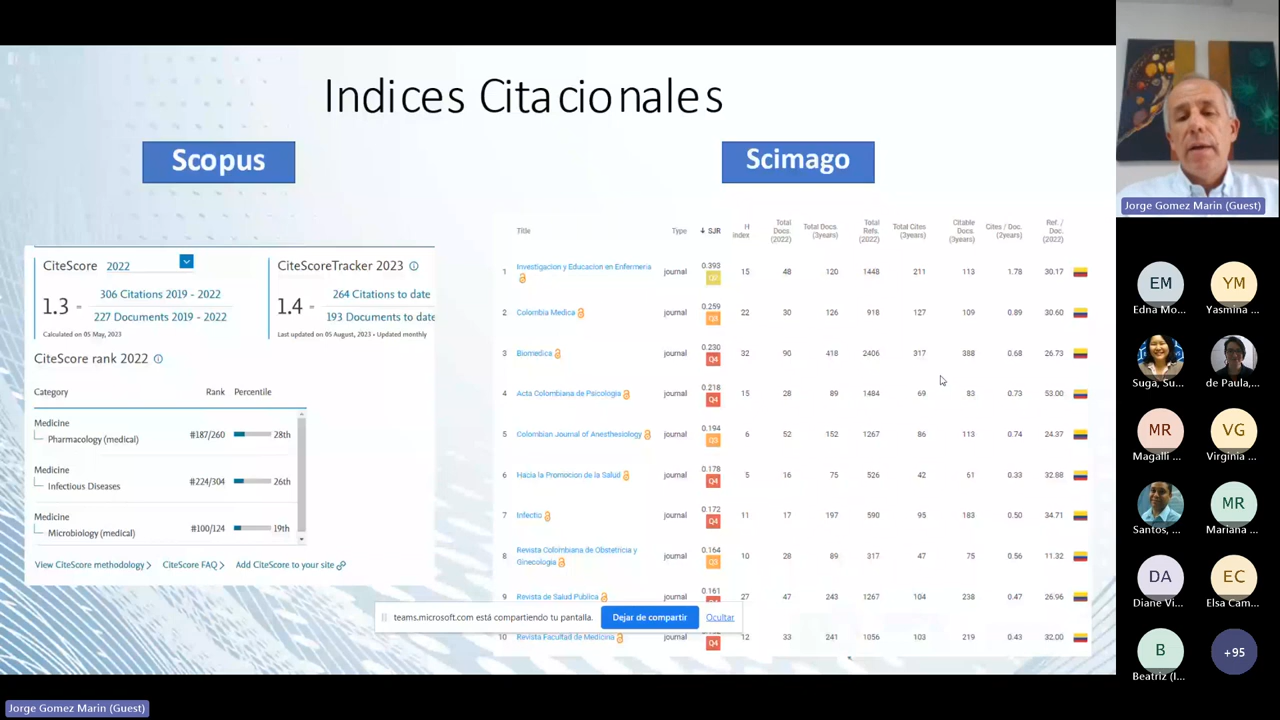 Indices Citacionales
Scopus
Scimago
CiteScore 2022
1.3 =
306 Citations 2019 - 2022
227 Documents 2019 - 2022
Calculated on 05 May, 2023
CiteScoreTracker 2023
1.4 =
264 Citations to date
193 Documents to date
Last updated on 05 August, 2023 • Updated monthly
CiteScore rank 2022
Category Rank Percentile
Medicine
Pharmacology (medical) #187/260 28th
Medicine
Infectious Diseases #224/304 26th
Medicine
Microbiology (medical) #100/124 19th
View CiteScore methodology > CiteScore FAQ > Add CiteScore to your site
Title Type ↓ SJR H index Total Docs. (2022) Total Docs. (3years) Total Refs. (2022) Total Cites (3years) Citable Docs. (3years) Cites / Doc. (2years) Ref. / Doc. (2022)
1 Investigacion y Educacion en Enfermeria journal 0.393 Q2 15 48 120 1448 211 113 1.78 30.17
2 Colombia Medica journal 0.259 Q3 22 30 126 918 127 109 0.89 30.60
3 Biomedica journal 0.230 Q4 32 90 418 2406 317 388 0.68 26.73
4 Acta Colombiana de Psicologia journal 0.218 Q4 15 28 89 1484 69 83 0.73 53.00
5 Colombian Journal of Anesthesiology journal 0.194 Q3 6 52 152 1267 86 113 0.74 24.37
6 Hacia la Promocion de la Salud journal 0.178 Q4 5 16 75 526 42 61 0.33 32.88
7 Infectio journal 0.172 Q4 11 17 197 590 95 183 0.50 34.71
8 Revista Colombiana de Obstetricia y Ginecologia journal 0.164 Q3 10 28 89 317 47 75 0.56 11.32
9 Revista de Salud Publica journal 0.161 27 47 243 1267 104 238 0.47 26.96
10 Revista Facultad de Medicina journal Q4 12 33 241 1056 103 219 0.43 32.00
teams.microsoft.com está compartiendo tu pantalla. Dejar de compartir Ocultar
Jorge Gomez Marin (Guest)
EM YM
Edna Mo... Yasmina ...
Suga, Su... de Paula,...
MR VG
Magalli ... Virginia ...
MR
Santos, ... Mariana ...
DA EC
Diane Vi... Elsa Cam...
B +95
Beatriz (I...
Jorge Gomez Marin (Guest)